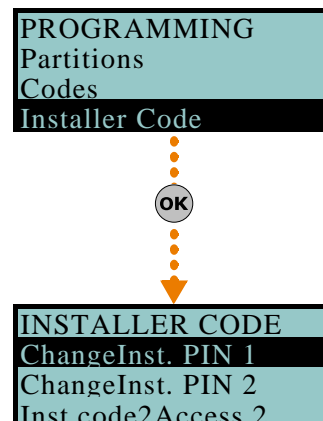 PROGRAMMING
Partitions
Codes
Installer Code
OK
INSTALLER CODE
ChangeInst. PIN 1
ChangeInst. PIN 2
Inst.code2Access 2